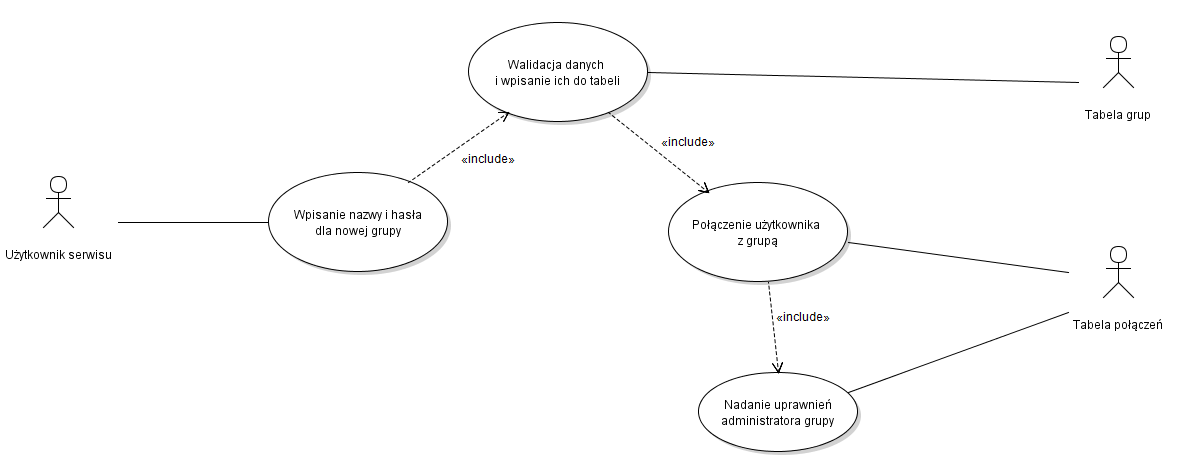 Walidacja danych
i wpisanie ich do tabeli
Tabela grup
«include»
«include»
Wpisanie nazwy i hasła
dla nowej grupy
Użytkownik serwisu
Połączenie użytkownika
z grupą
Tabela połączeń
«include»
Nadanie uprawnień
administratora grupy